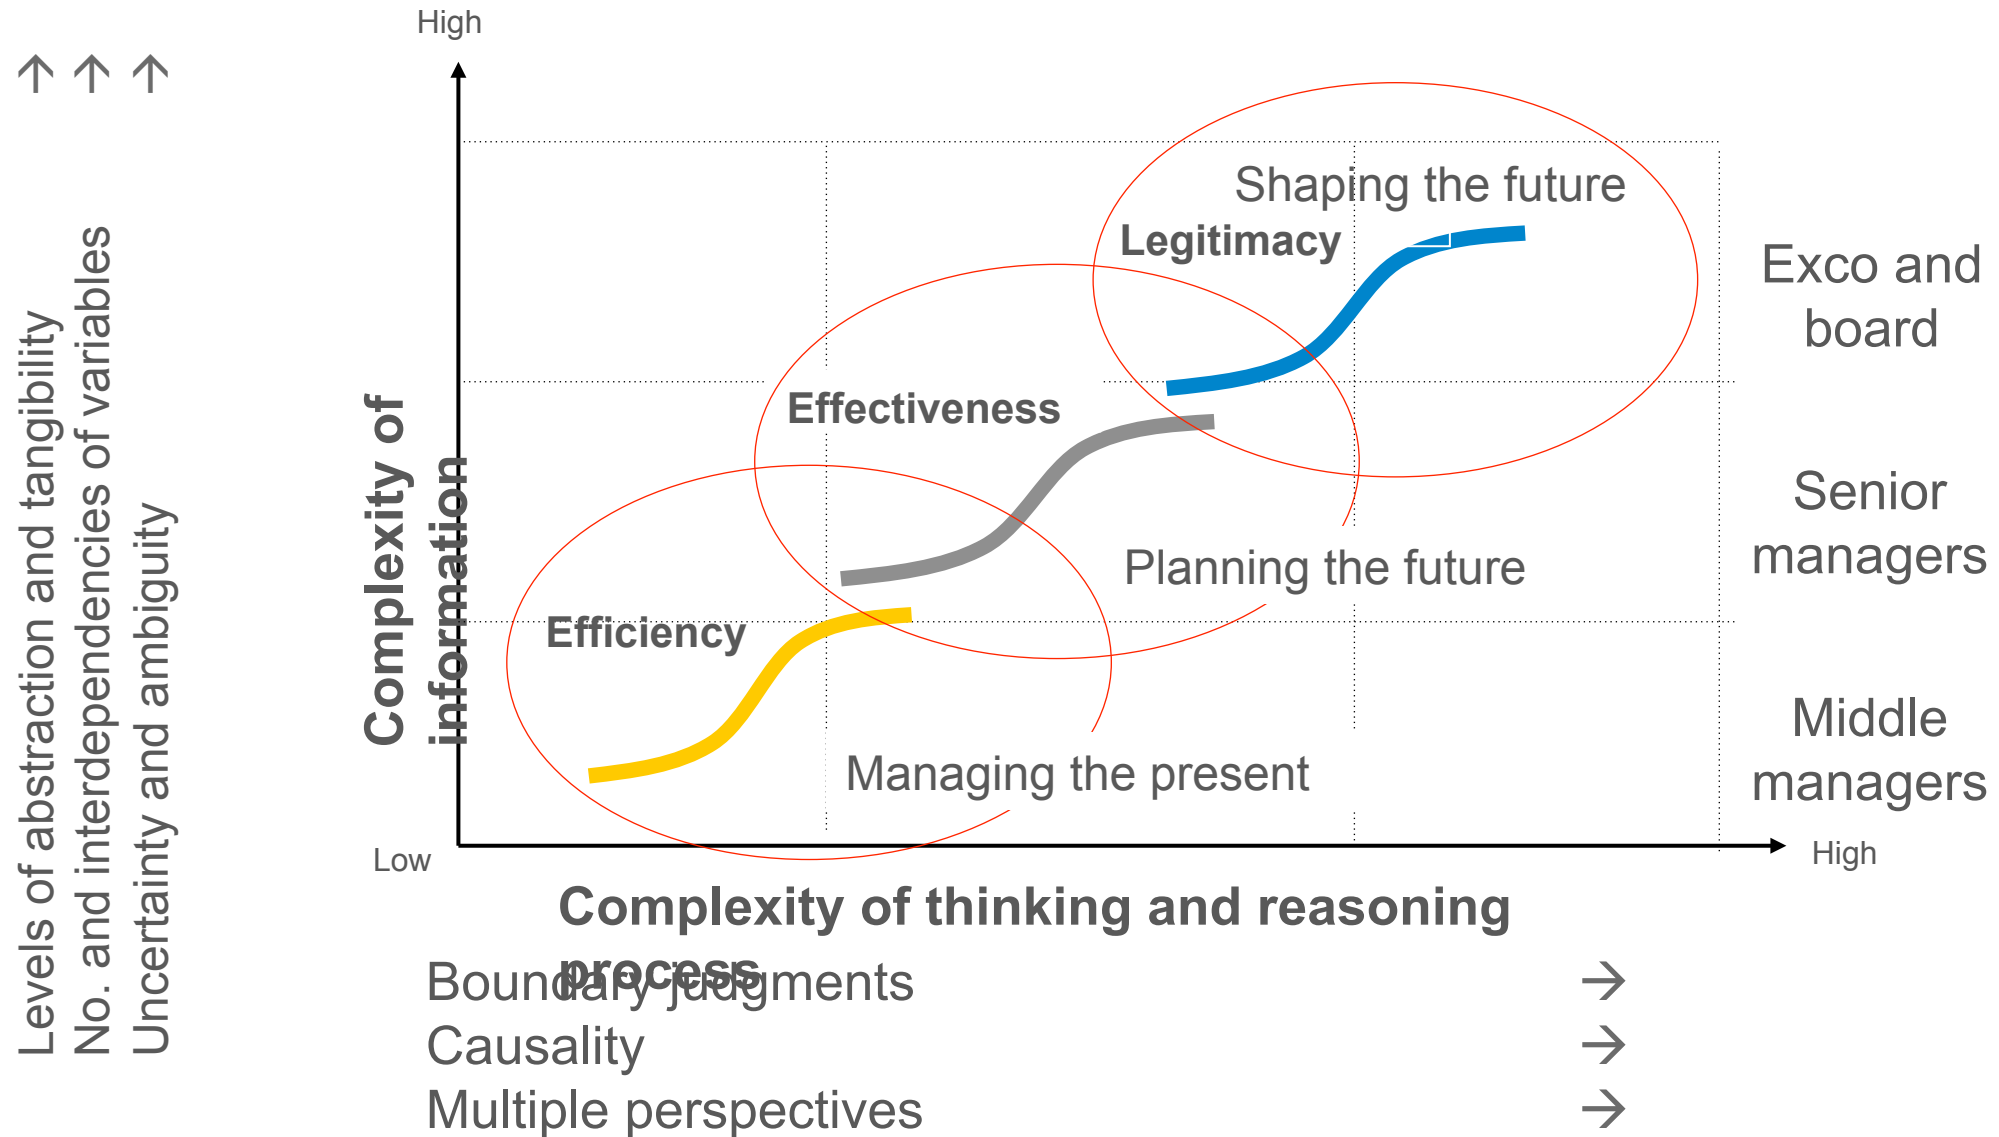 High
↑ ↑ ↑
Levels of abstraction and tangibility
No. and interdependencies of variables
Uncertainty and ambiguity
Complexity of
information
Shaping the future
Legitimacy
Exco and
board
Effectiveness
Senior
managers
Planning the future
Efficiency
Middle
managers
Managing the present
Low
High
Complexity of thinking and reasoning
process
Boundary judgments →
Causality →
Multiple perspectives →